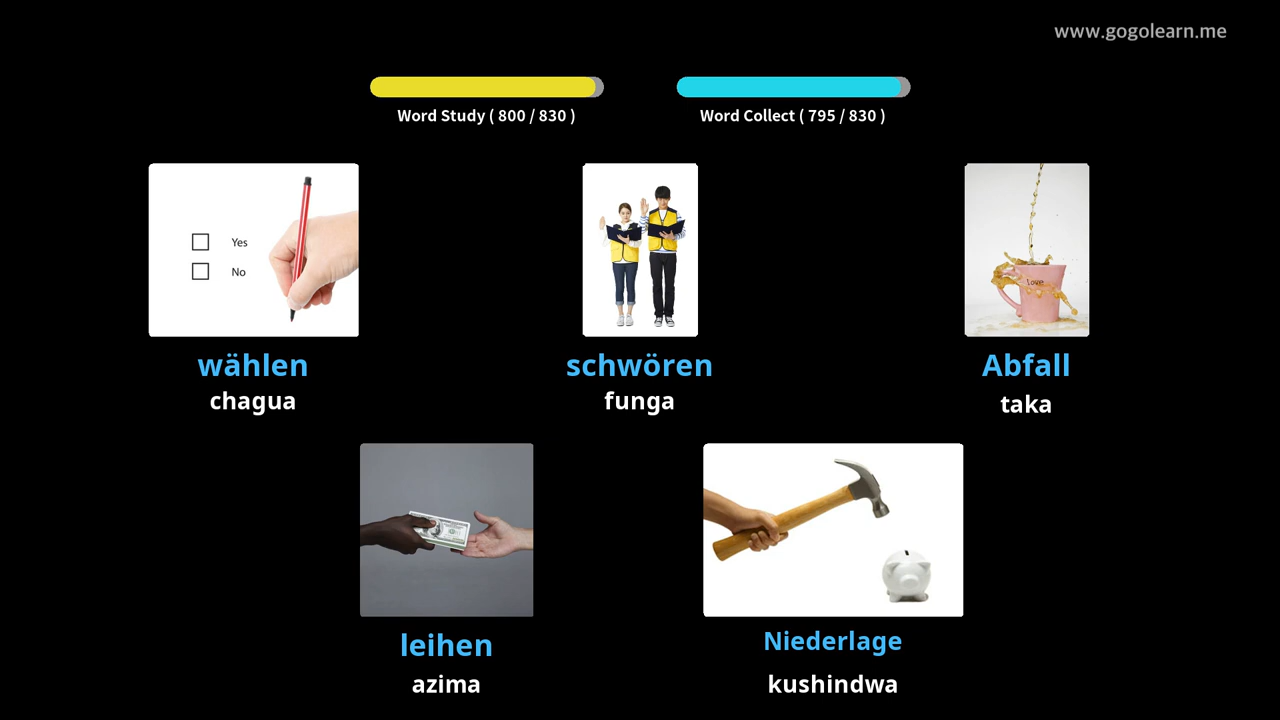 www.gogolearn.me
Word Study ( 800 / 830 )
Word Collect ( 795 / 830 )
Yes
No
Love
wählen
schwören
Abfall
chagua
funga
taka
leihen
Niederlage
azima
kushindwa